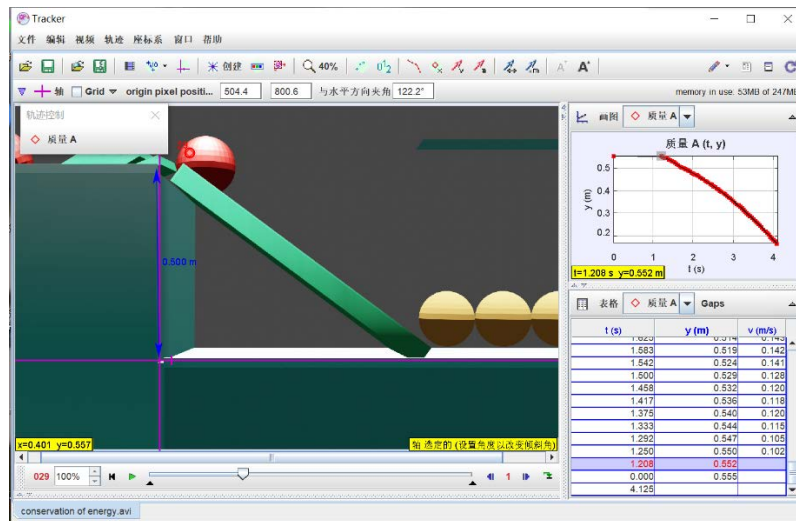 Tracker
文件 编辑 视频 轨迹 座标系 窗口 帮助
创建 40%
轴 Grid origin pixel positi... 504.4 800.6 与水平方向夹角 122.2° memory in use: 53MB of 247MB
轨迹控制
质量 A
0.500 m
x=0.401 y=0.557
轴 选定的 (设置角度以改变倾斜角)
029 100% 1
conservation of energy.avi
画图 质量 A
质量 A (t, y)
y (m)
0.5
0.4
0.3
0.2
0 1 2 3 4
t (s)
t=1.208 s y=0.552 m
表格 质量 A Gaps
t (s) y (m) v (m/s)
1.583 0.519 0.142
1.542 0.524 0.141
1.500 0.529 0.128
1.458 0.532 0.120
1.417 0.536 0.118
1.375 0.540 0.120
1.333 0.544 0.115
1.292 0.547 0.105
1.250 0.550 0.102
1.208 0.552
0.000 0.555
4.125